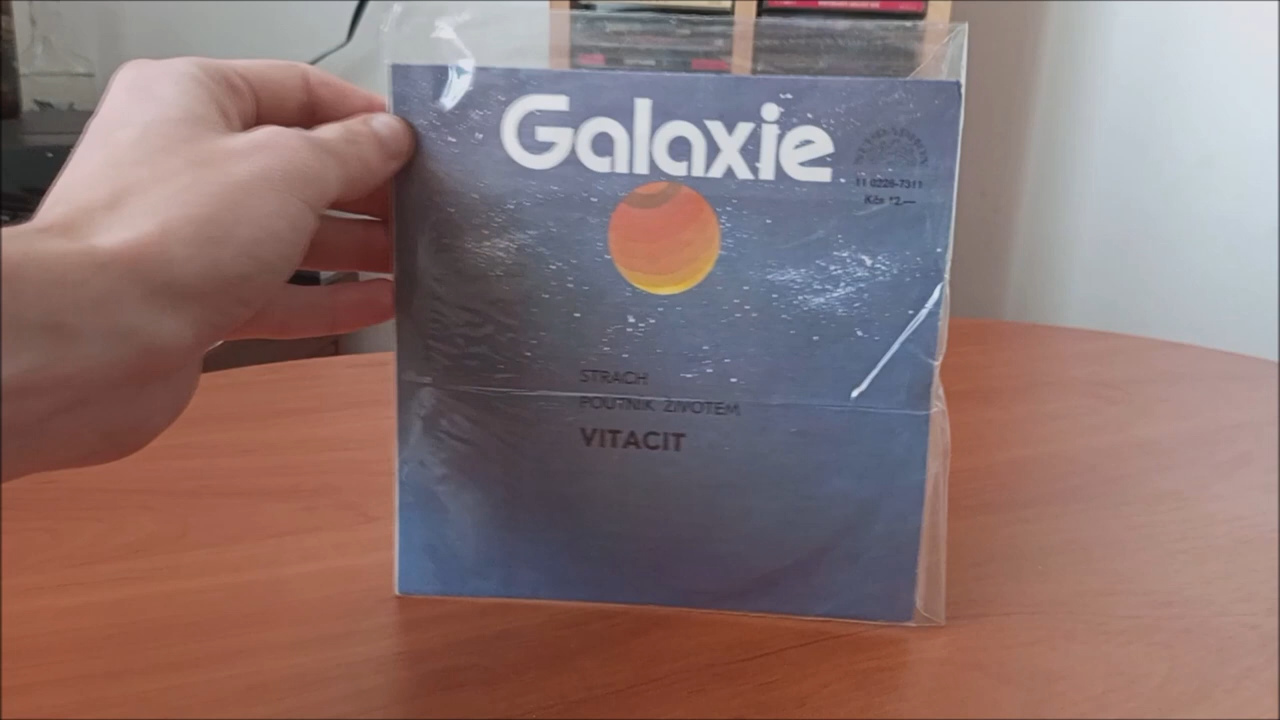 Galaxie
11 0226-7311
Kčs 12,—
STRACH
POUTNÍK ŽIVOTEM
VITACIT